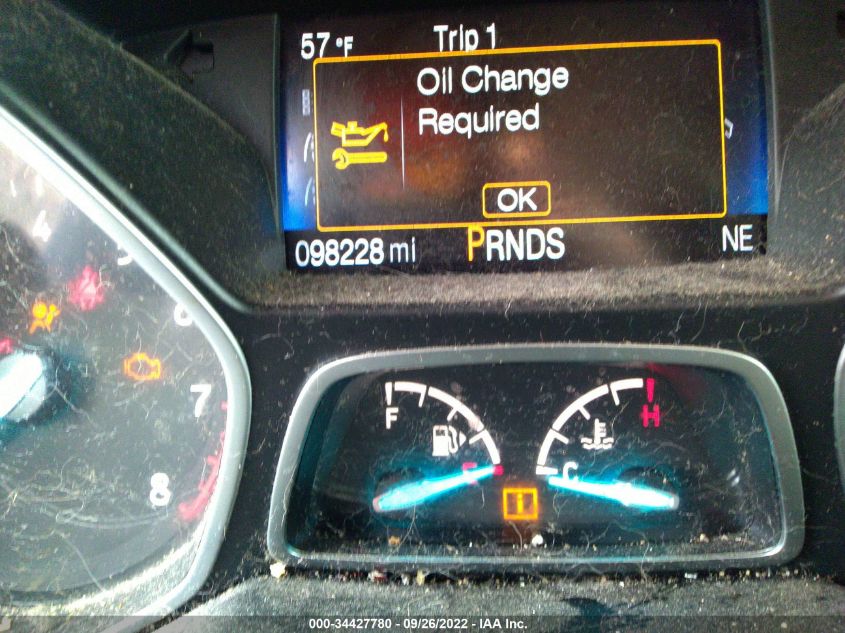 57 °F Trip 1
Oil Change
Required
OK
098228 mi PRNDS NE
4
5
6
7
8
F
E
C
H
000-34427780 - 09/26/2022 - IAA Inc.